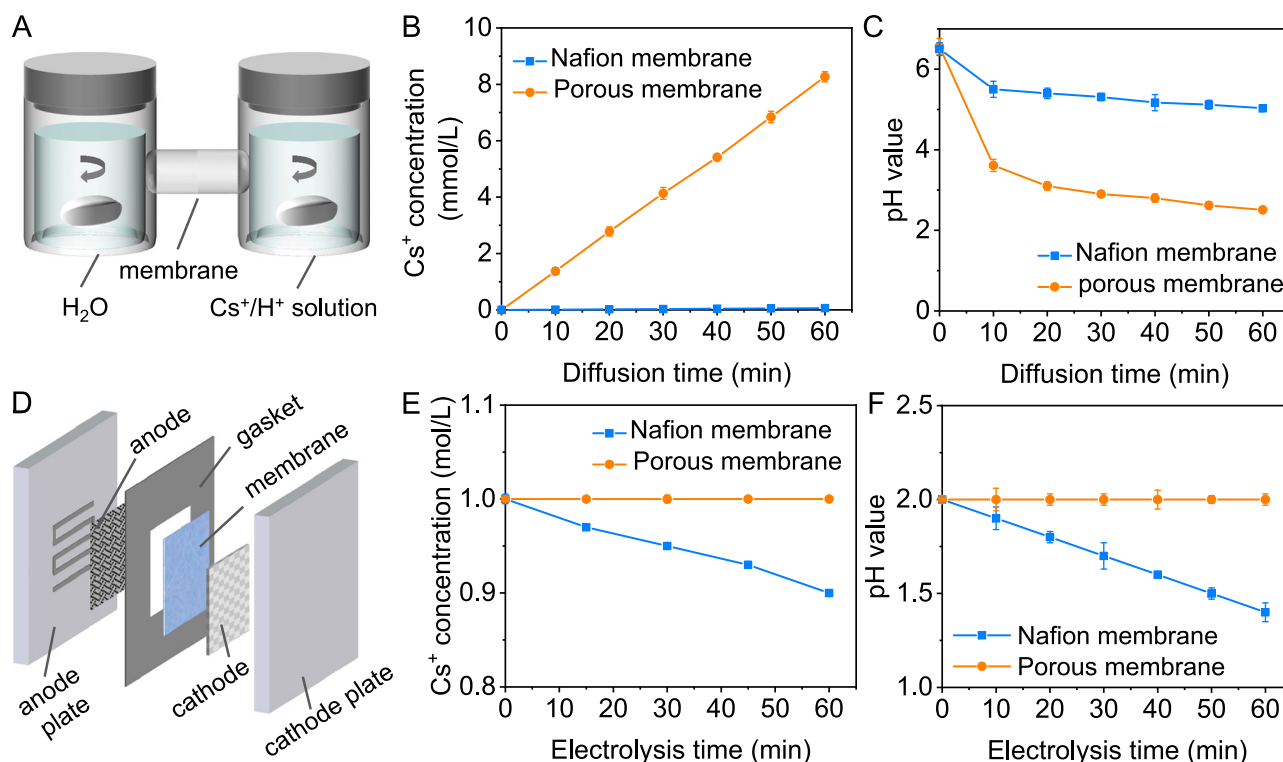 A
H₂O
membrane
Cs⁺/H⁺ solution
B
Cs⁺ concentration
(mmol/L)
10
8
6
4
2
0
Nafion membrane
Porous membrane
0 10 20 30 40 50 60
Diffusion time (min)
C
pH value
6
4
2
0
Nafion membrane
porous membrane
0 10 20 30 40 50 60
Diffusion time (min)
D
anode
gasket
membrane
anode
plate
cathode
cathode plate
E
Cs⁺ concentration (mol/L)
1.1
1.0
0.9
0.8
Nafion membrane
Porous membrane
0 10 20 30 40 50 60
Electrolysis time (min)
F
pH value
2.5
2.0
1.5
1.0
Nafion membrane
Porous membrane
0 10 20 30 40 50 60
Electrolysis time (min)